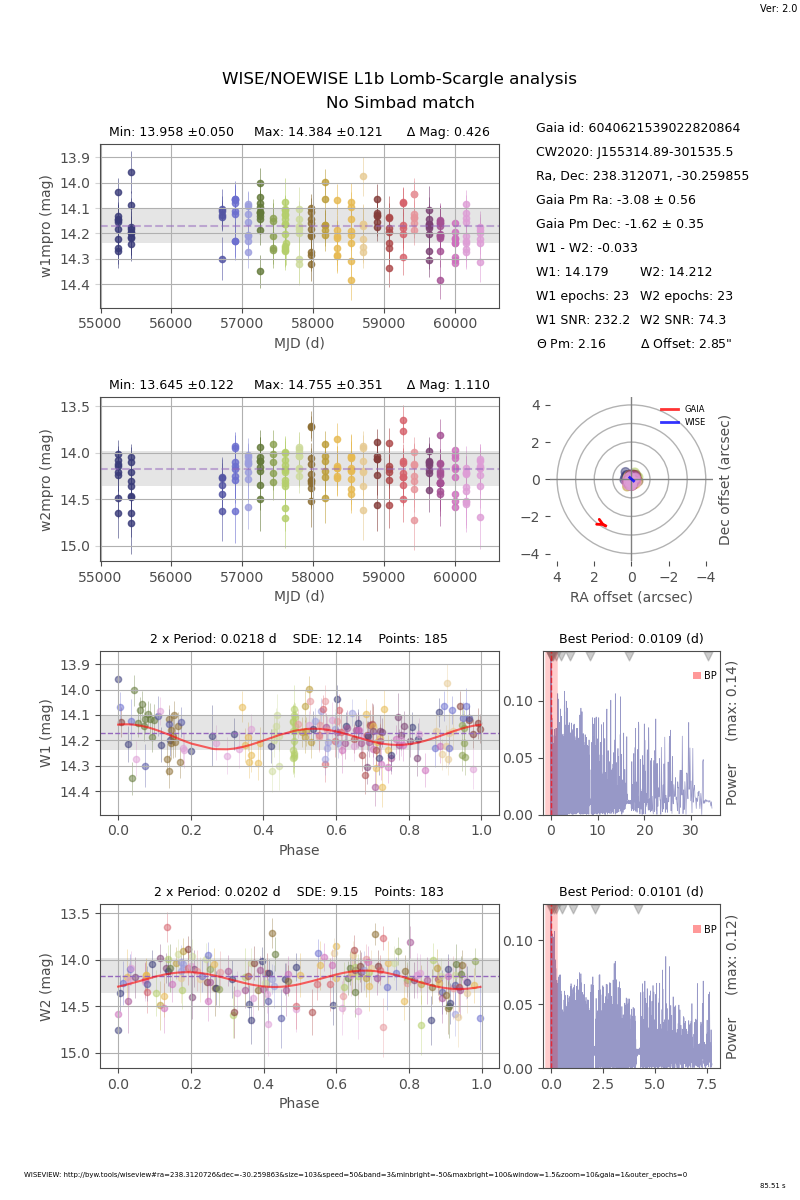 Ver: 2.0
WISE/NOEWISE L1b Lomb-Scargle analysis
No Simbad match
Min: 13.958 ±0.050 Max: 14.384 ±0.121 Δ Mag: 0.426
13.9
14.0
14.1
14.2
14.3
14.4
w1mpro (mag)
55000 56000 57000 58000 59000 60000
MJD (d)
Gaia id: 6040621539022820864
CW2020: J155314.89-301535.5
Ra, Dec: 238.312071, -30.259855
Gaia Pm Ra: -3.08 ± 0.56
Gaia Pm Dec: -1.62 ± 0.35
W1 - W2: -0.033
W1: 14.179 W2: 14.212
W1 epochs: 23 W2 epochs: 23
W1 SNR: 232.2 W2 SNR: 74.3
Θ Pm: 2.16 Δ Offset: 2.85"
Min: 13.645 ±0.122 Max: 14.755 ±0.351 Δ Mag: 1.110
13.5
14.0
14.5
15.0
w2mpro (mag)
55000 56000 57000 58000 59000 60000
MJD (d)
GAIA
WISE
4
2
0
−2
−4
4 2 0 −2 −4
RA offset (arcsec)
Dec offset (arcsec)
2 x Period: 0.0218 d SDE: 12.14 Points: 185
13.9
14.0
14.1
14.2
14.3
14.4
W1 (mag)
0.0 0.2 0.4 0.6 0.8 1.0
Phase
Best Period: 0.0109 (d)
BP
0.10
0.05
0.00
0 10 20 30
Power (max: 0.14)
2 x Period: 0.0202 d SDE: 9.15 Points: 183
13.5
14.0
14.5
15.0
W2 (mag)
0.0 0.2 0.4 0.6 0.8 1.0
Phase
Best Period: 0.0101 (d)
BP
0.10
0.05
0.00
0.0 2.5 5.0 7.5
Power (max: 0.12)
WISEVIEW: http://byw.tools/wiseview#ra=238.3120726&dec=-30.259863&size=103&speed=50&band=3&minbright=-50&maxbright=100&window=1.5&zoom=10&gaia=1&outer_epochs=0
85.51 s